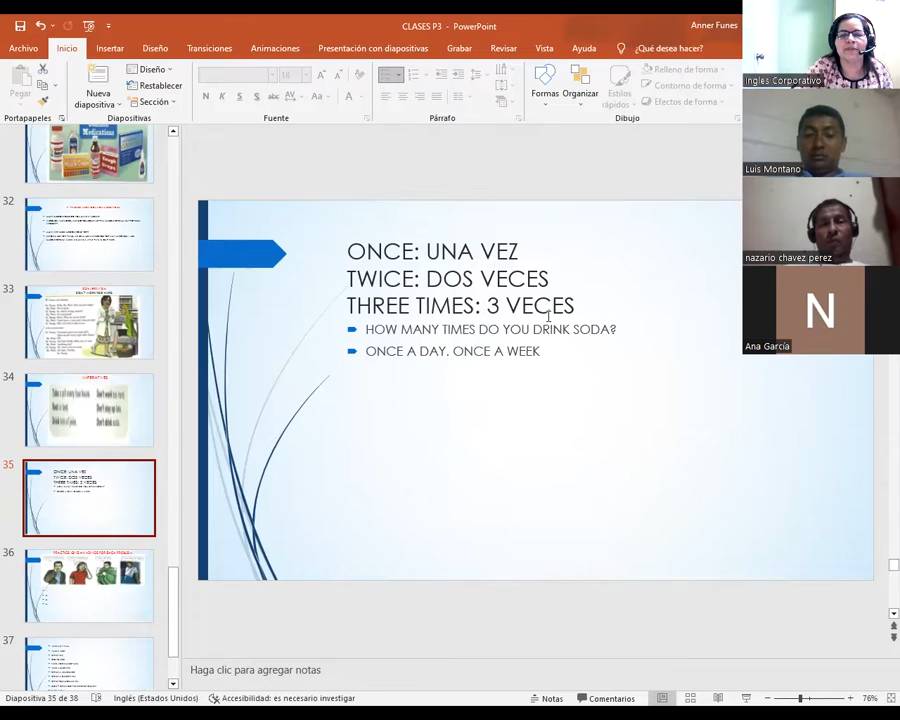 CLASES P3 - PowerPoint
Anner Funes
Archivo Inicio Insertar Diseño Transiciones Animaciones Presentación con diapositivas Grabar Revisar Vista Ayuda ¿Qué desea hacer?
Pegar
Nueva diapositiva
Diseño
Restablecer
Sección
18
N K S S abc AV Aa A
Formas
Organizar
Estilos rápidos
Relleno de forma
Contorno de forma
Efectos de forma
Portapapeles Diapositivas Fuente Párrafo Dibujo
Ingles Corporativo
Luis Montano
nazario chavez perez
N
Ana García
32
33
34
35
36
37
ONCE: UNA VEZ
TWICE: DOS VECES
THREE TIMES: 3 VECES
HOW MANY TIMES DO YOU DRINK SODA?
ONCE A DAY. ONCE A WEEK
Haga clic para agregar notas
Diapositiva 35 de 38 Inglés (Estados Unidos) Accesibilidad: es necesario investigar Notas Comentarios 76%